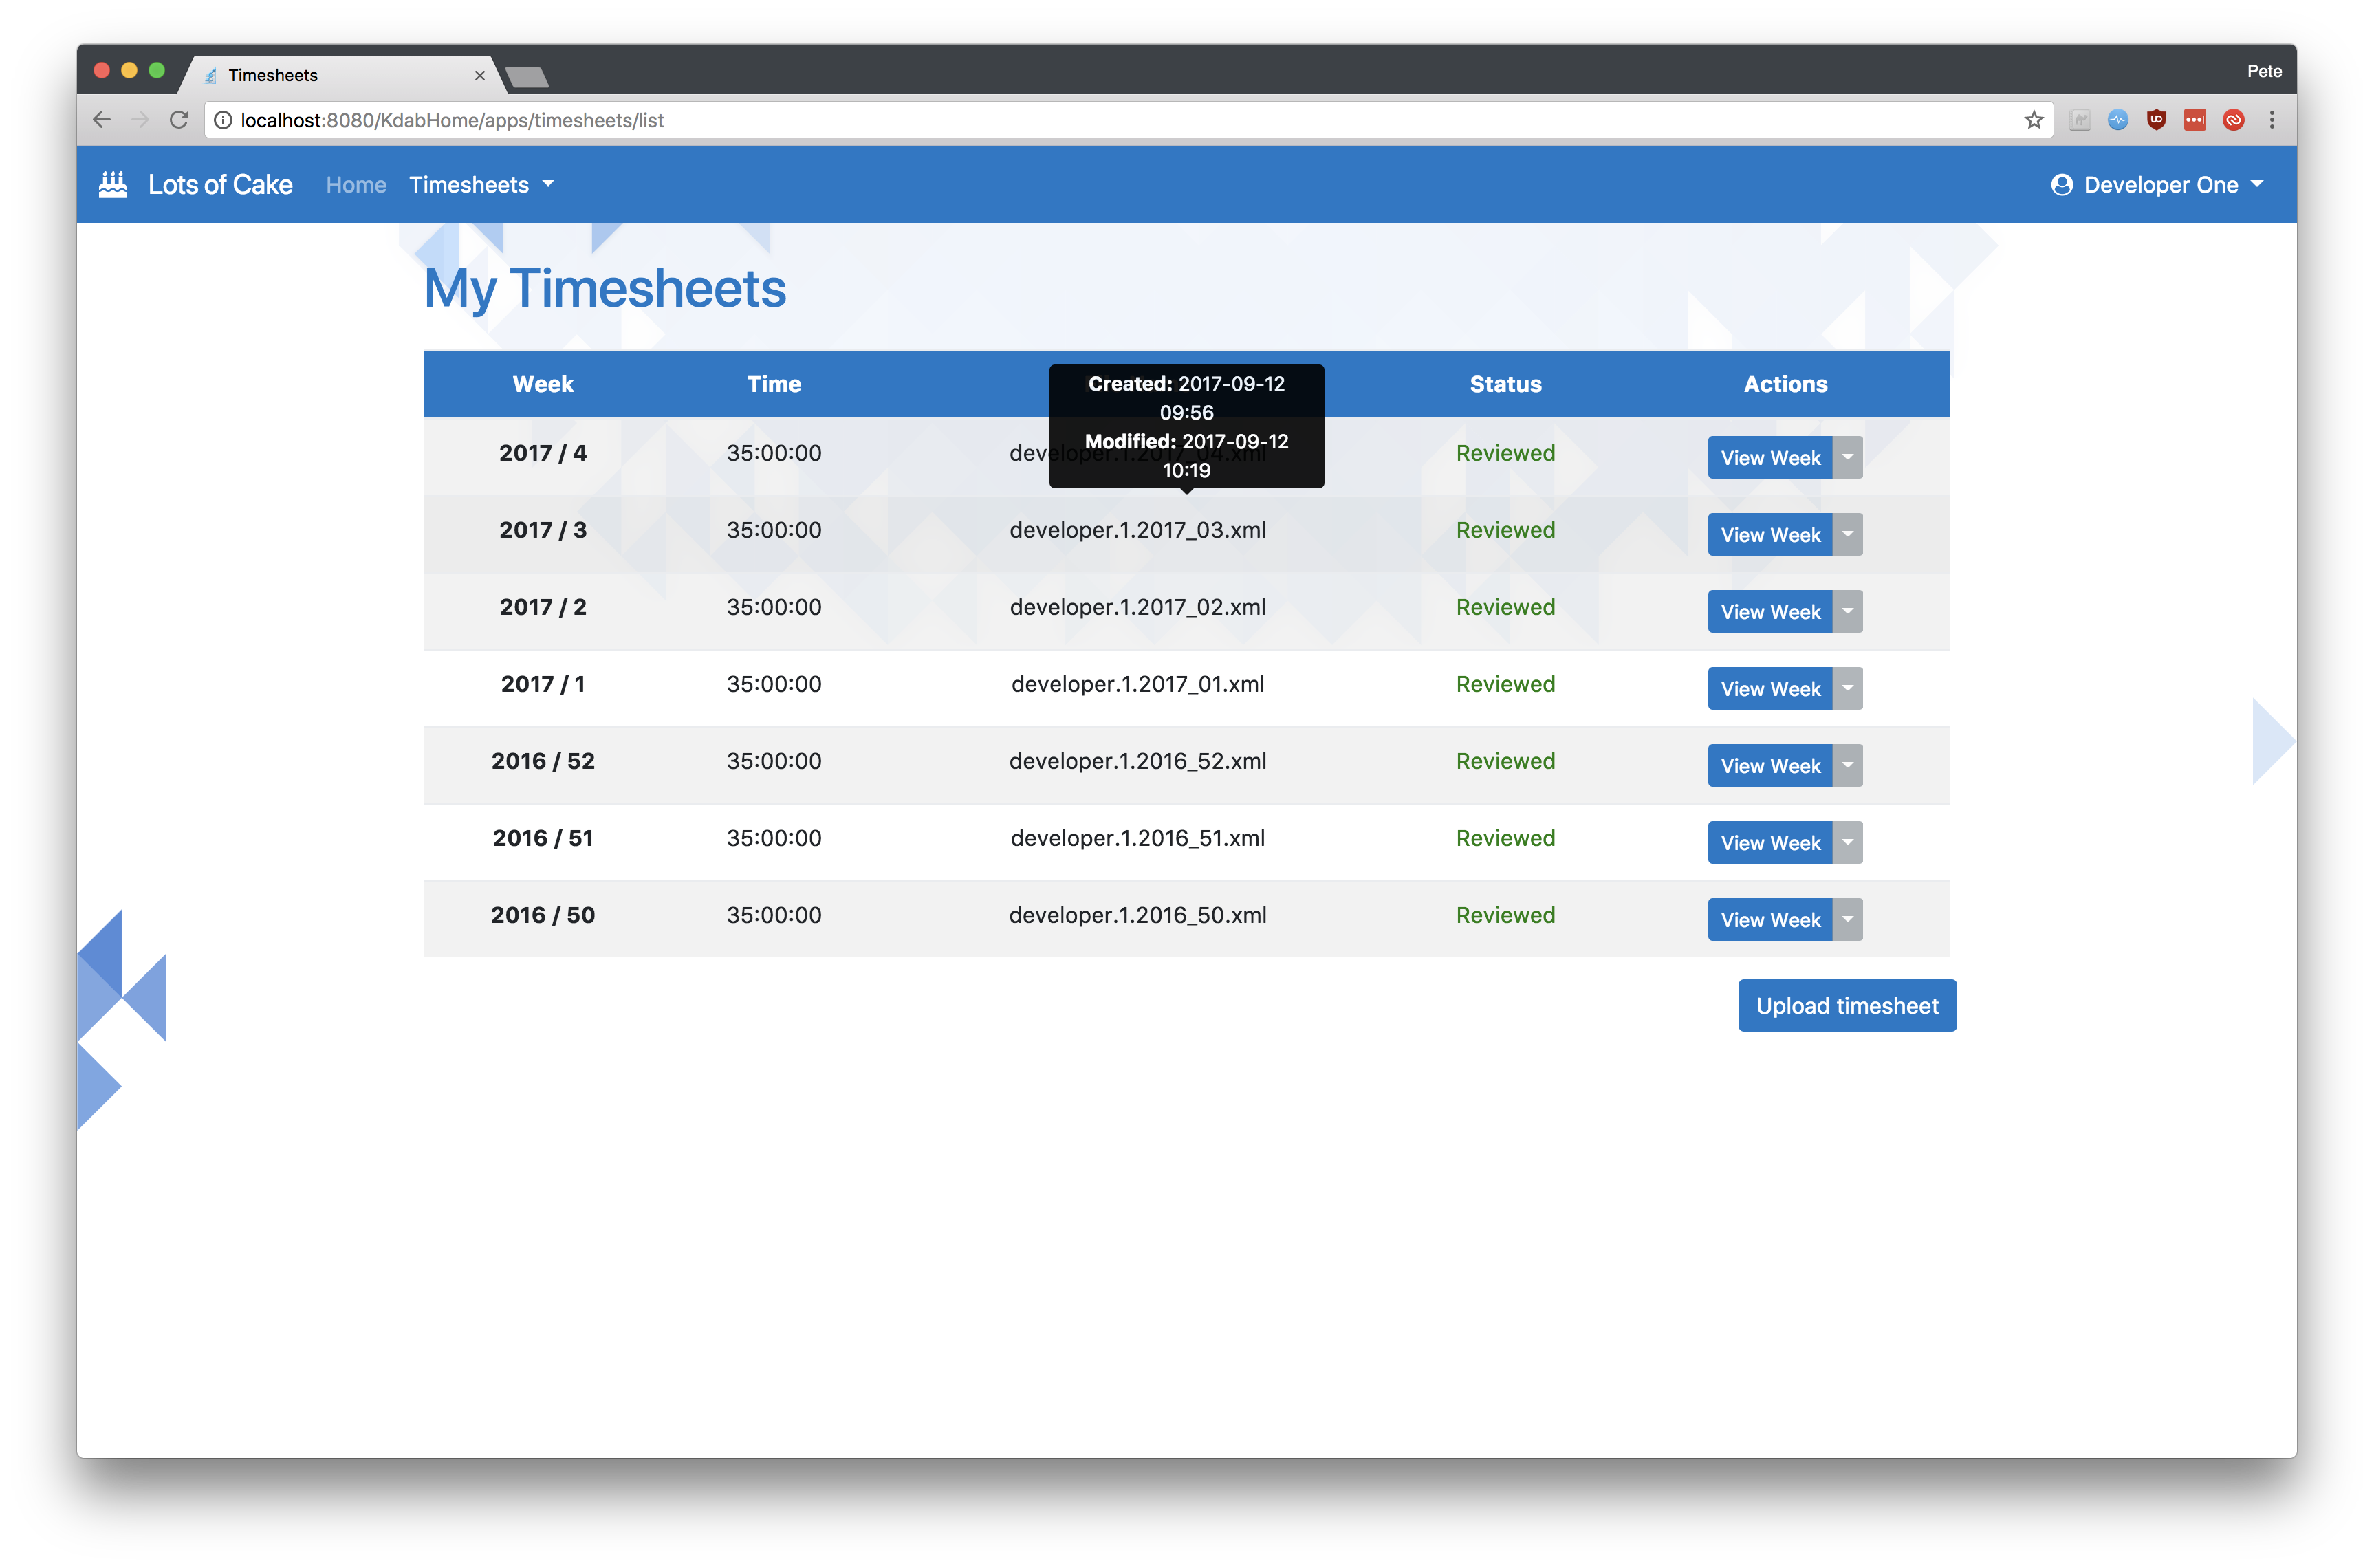 Timesheets
Pete
localhost:8080/KdabHome/apps/timesheets/list
Lots of Cake Home Timesheets Developer One
My Timesheets
Week Time Status Actions
Created: 2017-09-12
09:56
Modified: 2017-09-12
10:19
2017 / 4 35:00:00 developer.1.2017_04.xml Reviewed View Week
2017 / 3 35:00:00 developer.1.2017_03.xml Reviewed View Week
2017 / 2 35:00:00 developer.1.2017_02.xml Reviewed View Week
2017 / 1 35:00:00 developer.1.2017_01.xml Reviewed View Week
2016 / 52 35:00:00 developer.1.2016_52.xml Reviewed View Week
2016 / 51 35:00:00 developer.1.2016_51.xml Reviewed View Week
2016 / 50 35:00:00 developer.1.2016_50.xml Reviewed View Week
Upload timesheet